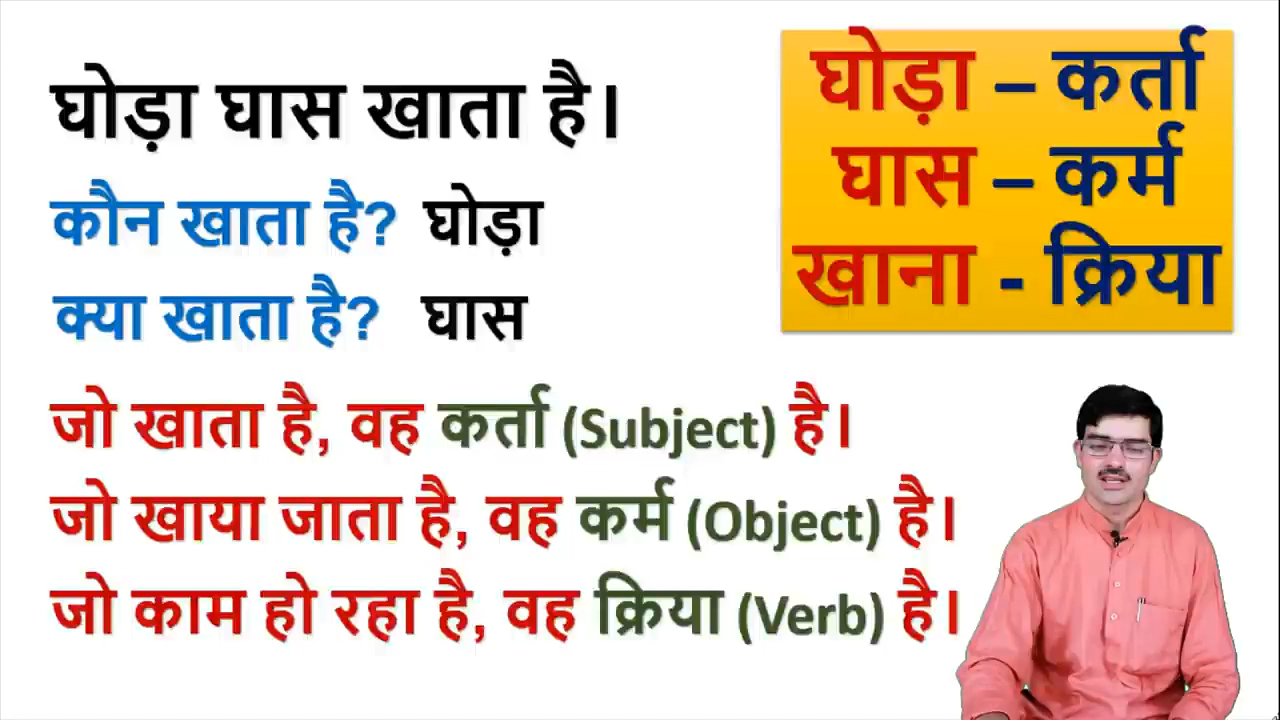 घोड़ा घास खाता है।
कौन खाता है? घोड़ा
क्या खाता है? घास
घोड़ा – कर्ता
घास – कर्म
खाना - क्रिया
जो खाता है, वह कर्ता (Subject) है।
जो खाया जाता है, वह कर्म (Object) है।
जो काम हो रहा है, वह क्रिया (Verb) है।